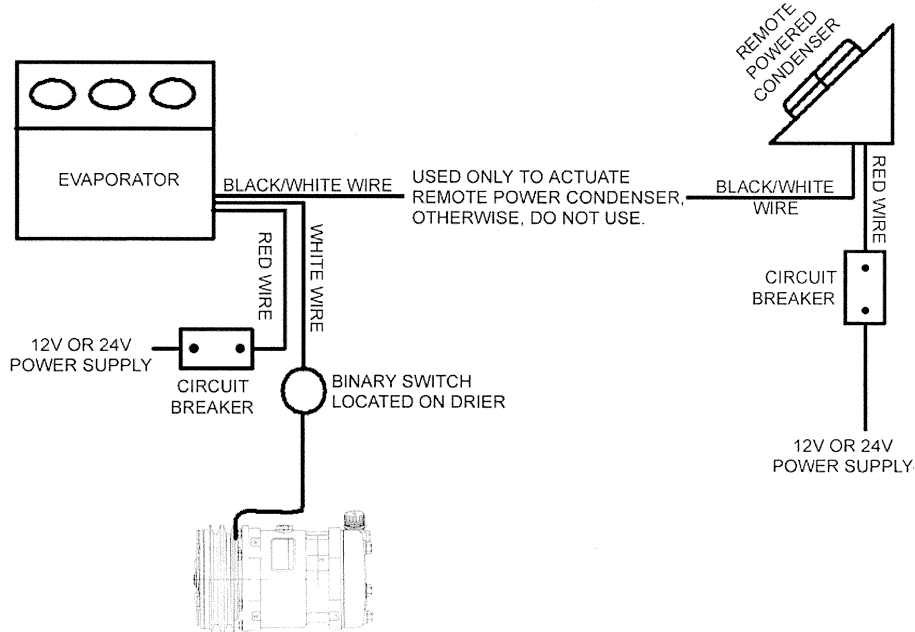 REMOTE
POWERED
CONDENSER
EVAPORATOR
BLACK/WHITE WIRE
USED ONLY TO ACTUATE
REMOTE POWER CONDENSER,
OTHERWISE, DO NOT USE.
BLACK/WHITE
WIRE
RED WIRE
RED WIRE
WHITE WIRE
CIRCUIT
BREAKER
12V OR 24V
POWER SUPPLY
CIRCUIT
BREAKER
BINARY SWITCH
LOCATED ON DRIER
12V OR 24V
POWER SUPPLY